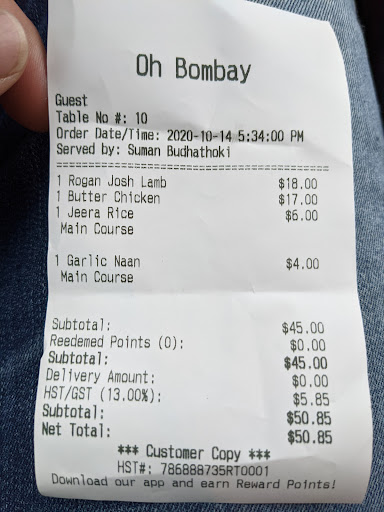 Oh Bombay
Guest
Table No #: 10
Order Date/Time: 2020-10-14 5:34:00 PM
Served by: Suman Budhathoki
==================================================
1 Rogan Josh Lamb $18.00
1 Butter Chicken $17.00
1 Jeera Rice $6.00
Main Course
1 Garlic Naan $4.00
Main Course
Subtotal: $45.00
Reedemed Points (0): $0.00
Subtotal: $45.00
Delivery Amount: $0.00
HST/GST (13.00%): $5.85
Subtotal: $50.85
Net Total: $50.85
*** Customer Copy ***
HST#: 786888735RT0001
Download our app and earn Reward Points!